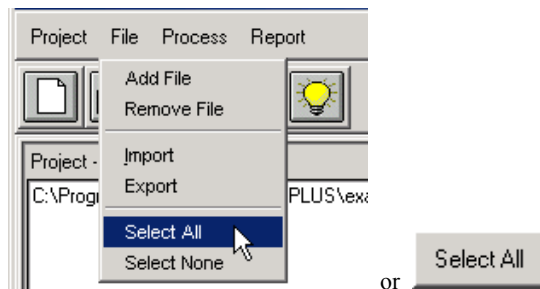 Project File Process Report
Add File
Remove File
Import
Project -
Export
C:\Progr PLUS\exa
Select All
Select None
or Select All